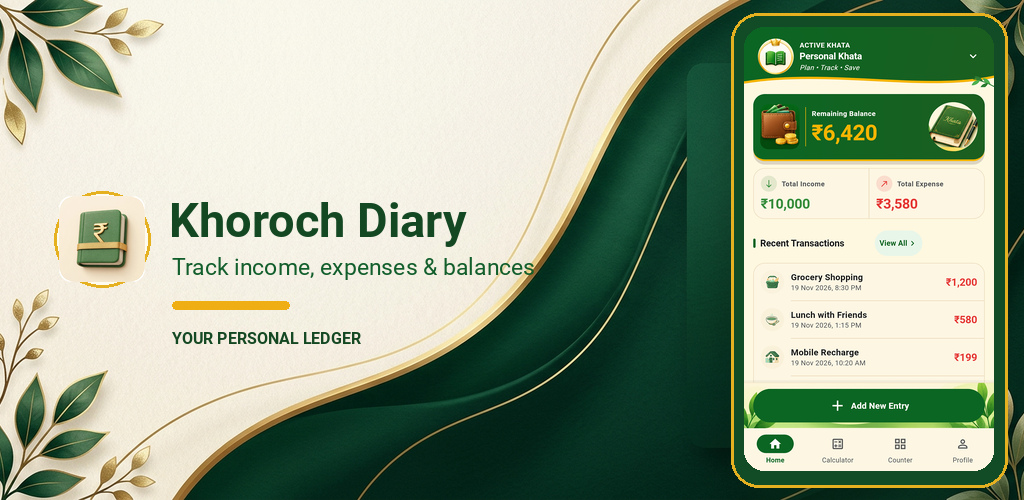 Khoroch Diary
Track income, expenses & balances
YOUR PERSONAL LEDGER
ACTIVE KHATA
Personal Khata
Plan • Track • Save
Remaining Balance
₹6,420
Khata
Total Income
₹10,000
Total Expense
₹3,580
Recent Transactions
View All >
Grocery Shopping
19 Nov 2026, 8:30 PM
₹1,200
Lunch with Friends
19 Nov 2026, 1:15 PM
₹580
Mobile Recharge
19 Nov 2026, 10:20 AM
₹199
+ Add New Entry
Home
Calculator
Counter
Profile